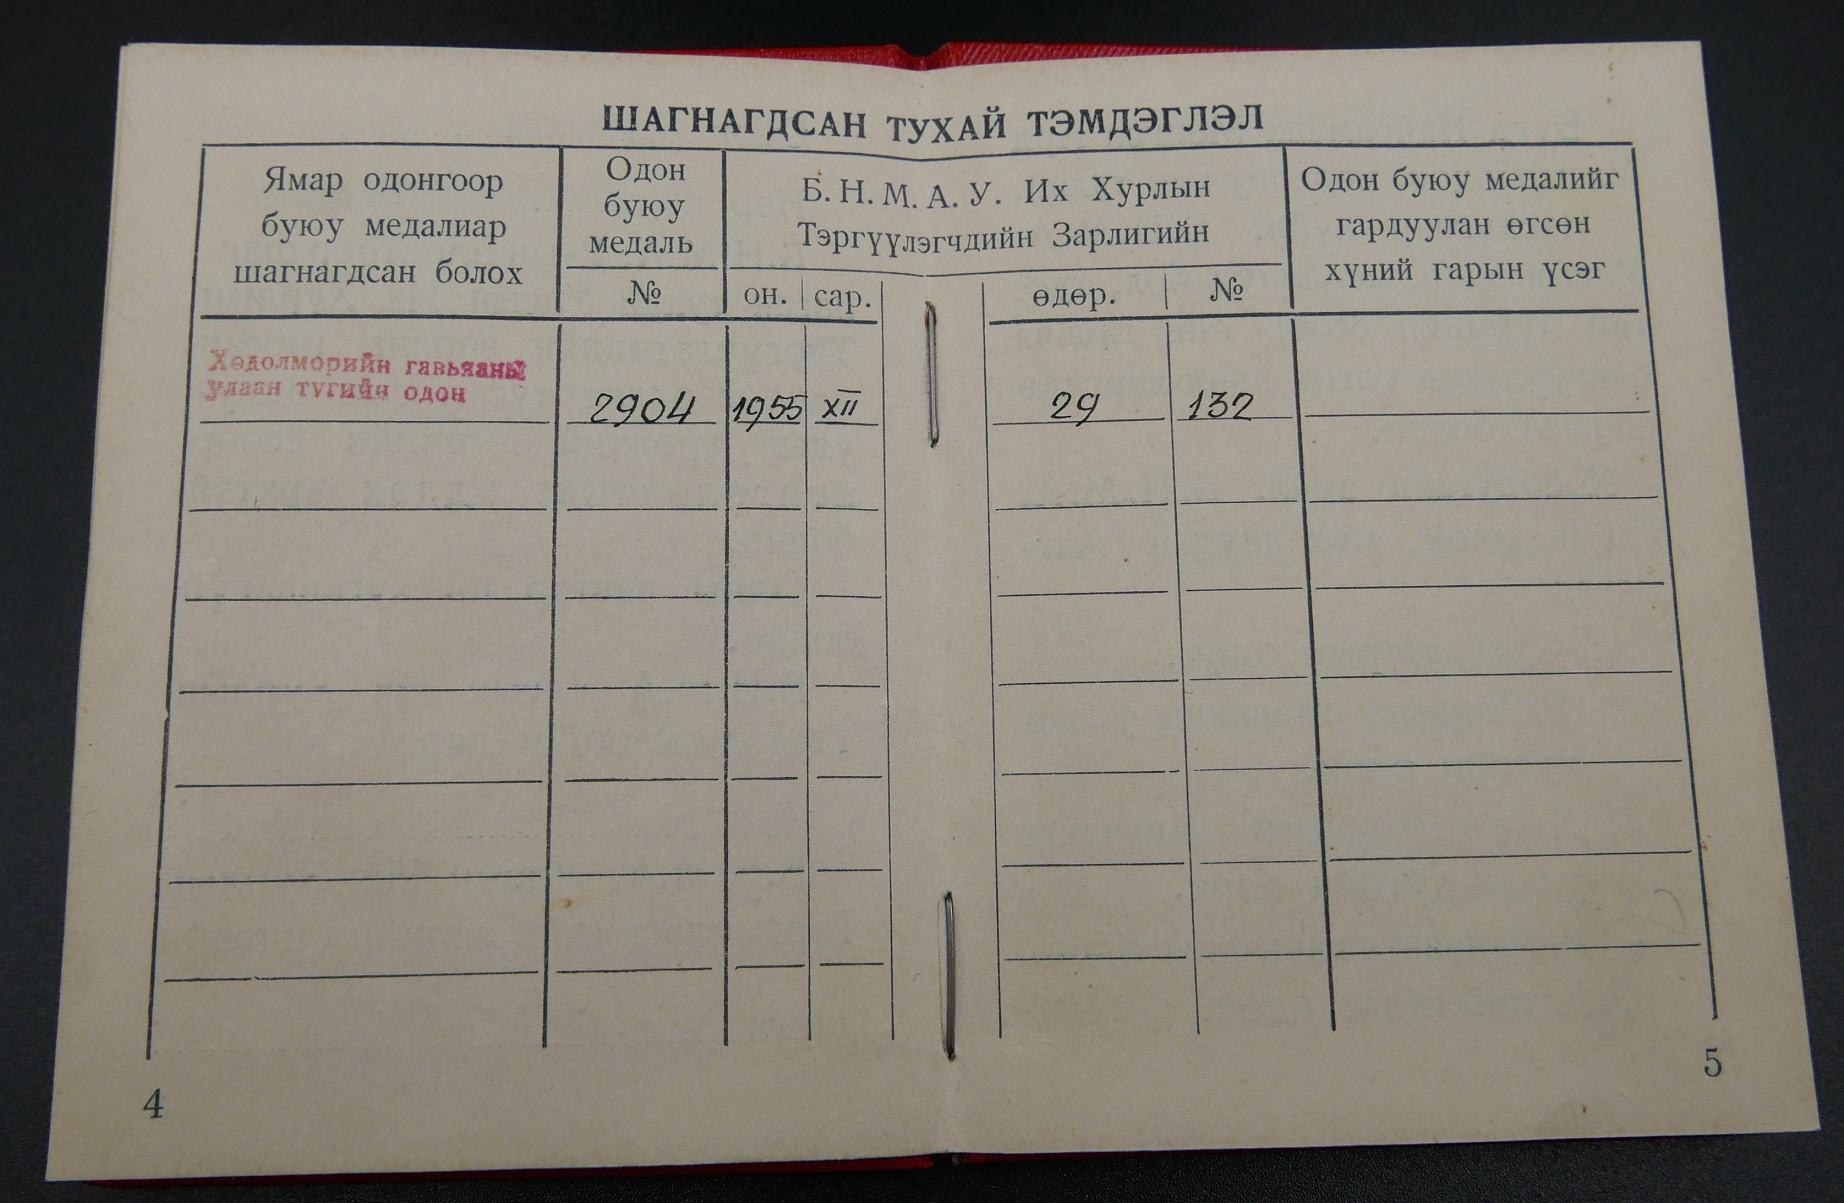 ШАГНАГДСАН ТУХАЙ ТЭМДЭГЛЭЛ
Ямар одонгоор
буюу медалиар
шагнагдсан болох
Одон
буюу
медаль
№
Б. Н. М. А. У. Их Хурлын
Тэргүүлэгчдийн Зарлигийн
он. сар.
өдөр. №
Одон буюу медалийг
гардуулан өгсөн
хүний гарын үсэг
Хөдолморийн гавьяаны
улаан тугийн одон
2904 1955 XII 29 132
4
5